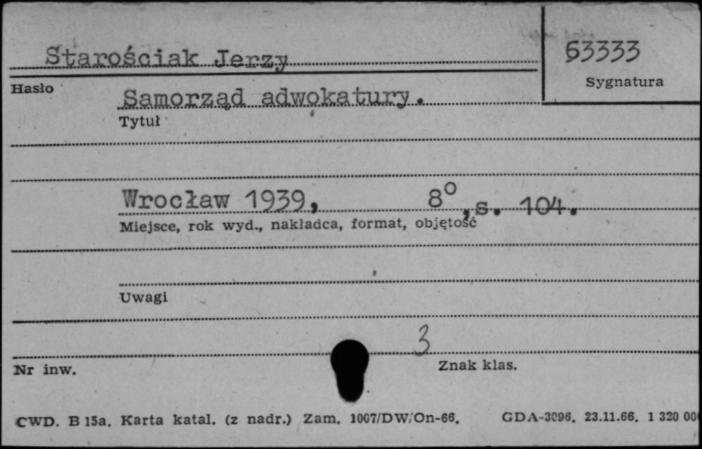 Starościak Jerzy
63333
Hasło
Sygnatura
Samorząd adwokatury.
Tytuł
Wrocław 1939, 8°, s. 104.
Miejsce, rok wyd., nakładca, format, objętość
Uwagi
3
Nr inw.
Znak klas.
CWD. B 15a. Karta katal. (z nadr.) Zam. 1067/DW/On-66. GDA-3096. 23.11.66. 1 320 000